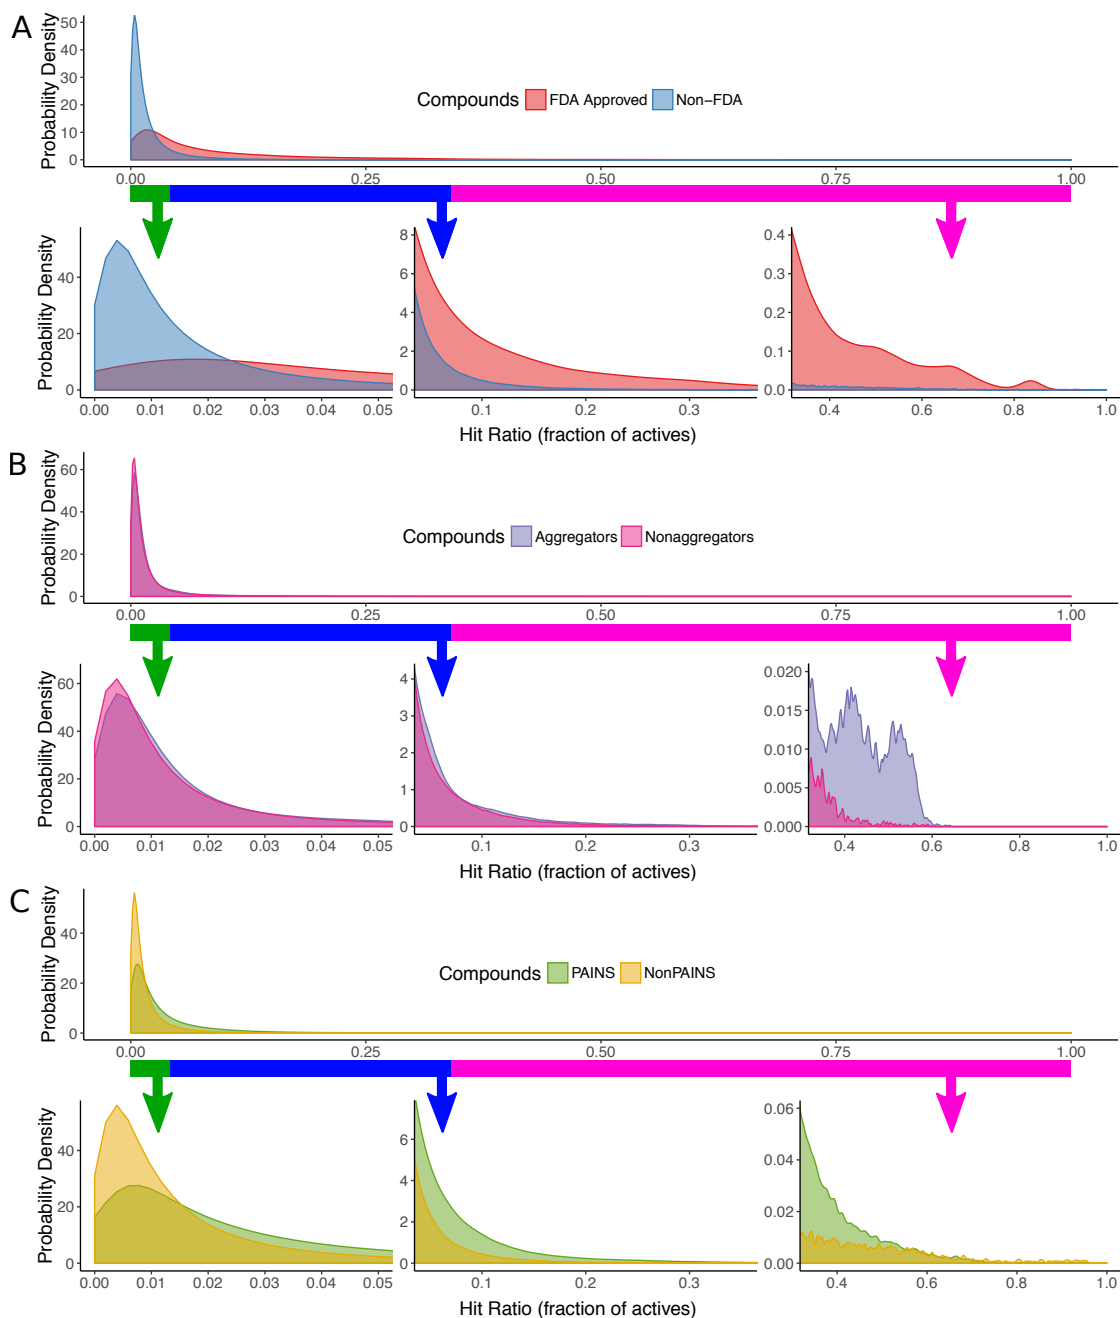 A
Probability Density
50
40
30
20
10
0
Compounds FDA Approved Non−FDA
0.00 0.25 0.50 0.75 1.00
Probability Density
40
20
0
0.00 0.01 0.02 0.03 0.04 0.05
8
6
4
2
0
0.1 0.2 0.3
0.4
0.3
0.2
0.1
0.0
0.4 0.6 0.8 1.0
Hit Ratio (fraction of actives)
B
Probability Density
60
40
20
0
Compounds Aggregators Nonaggregators
0.00 0.25 0.50 0.75 1.00
Probability Density
60
40
20
0
0.00 0.01 0.02 0.03 0.04 0.05
4
3
2
1
0
0.1 0.2 0.3
0.020
0.015
0.010
0.005
0.000
0.4 0.6 0.8 1.0
Hit Ratio (fraction of actives)
C
Probability Density
40
20
0
Compounds PAINS NonPAINS
0.00 0.25 0.50 0.75 1.00
Probability Density
40
20
0
0.00 0.01 0.02 0.03 0.04 0.05
6
4
2
0
0.1 0.2 0.3
0.06
0.04
0.02
0.00
0.4 0.6 0.8 1.0
Hit Ratio (fraction of actives)